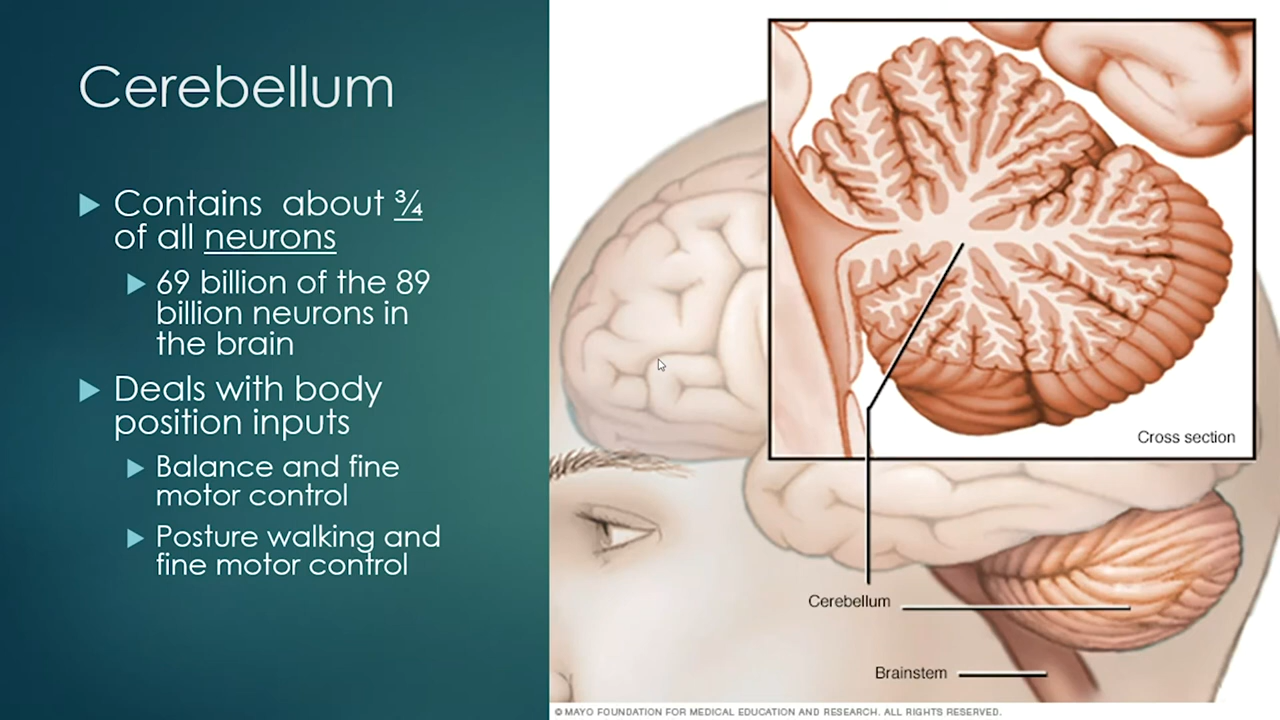 Cerebellum
Contains about ¾
of all neurons
69 billion of the 89
billion neurons in
the brain
Deals with body
position inputs
Balance and fine
motor control
Posture walking and
fine motor control
Cross section
Cerebellum
Brainstem
© MAYO FOUNDATION FOR MEDICAL EDUCATION AND RESEARCH. ALL RIGHTS RESERVED.